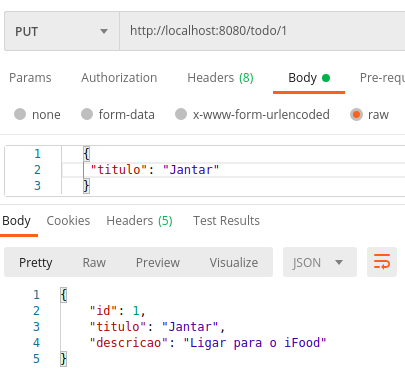 PUT http://localhost:8080/todo/1
Params Authorization Headers (8) Body Pre-requ
none form-data x-www-form-urlencoded raw
1 {
2 "titulo": "Jantar"
3 }
Body Cookies Headers (5) Test Results
Pretty Raw Preview Visualize JSON
1 {
2 "id": 1,
3 "titulo": "Jantar",
4 "descricao": "Ligar para o iFood"
5 }